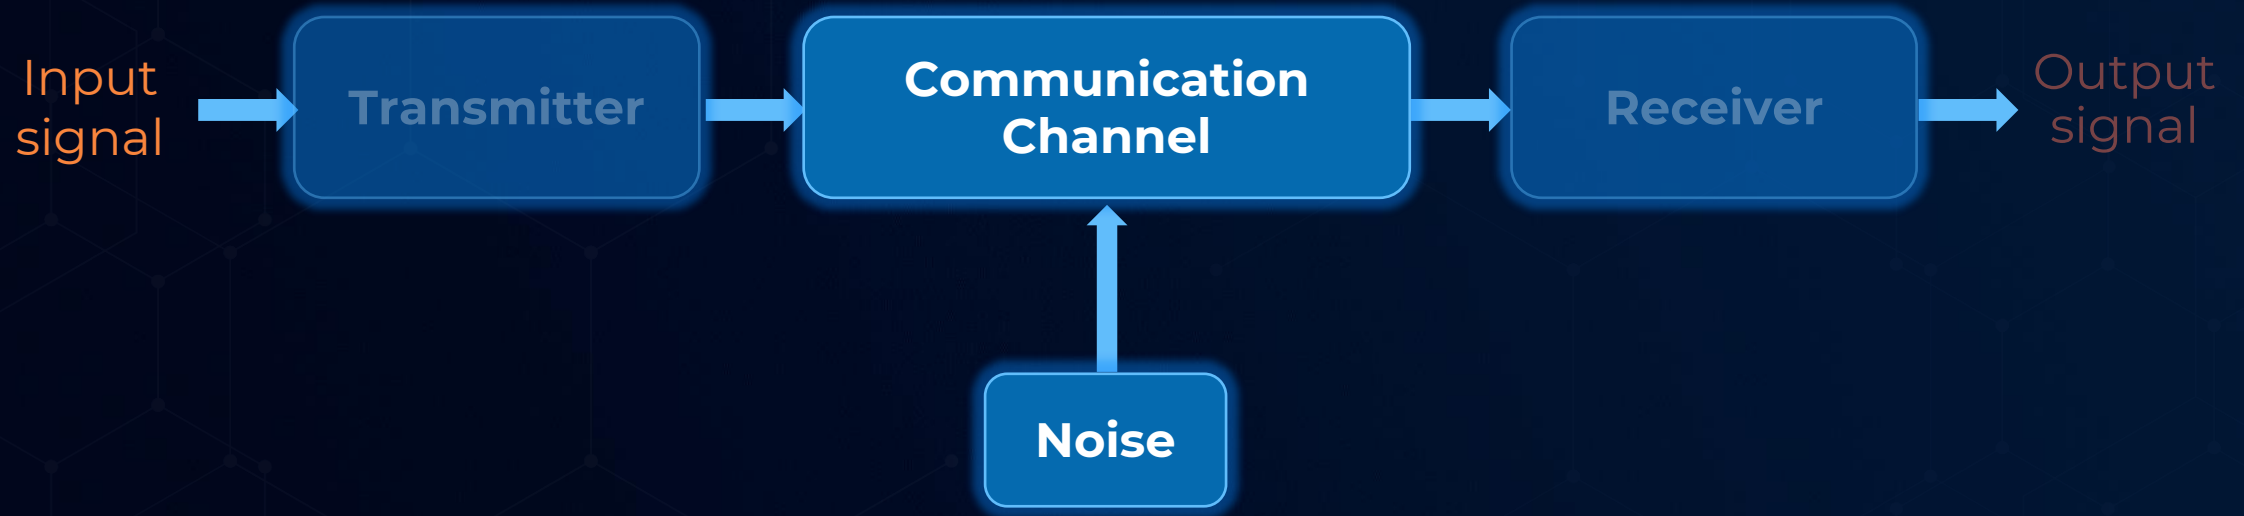 Input
signal
Transmitter
Communication
Channel
Receiver
Output
signal
Noise